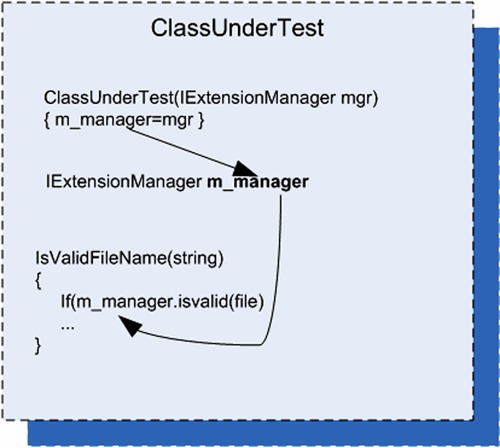 ClassUnderTest
ClassUnderTest(IExtensionManager mgr)
{ m_manager=mgr }
IExtensionManager m_manager
IsValidFileName(string)
{
If(m_manager.isvalid(file)
...
}